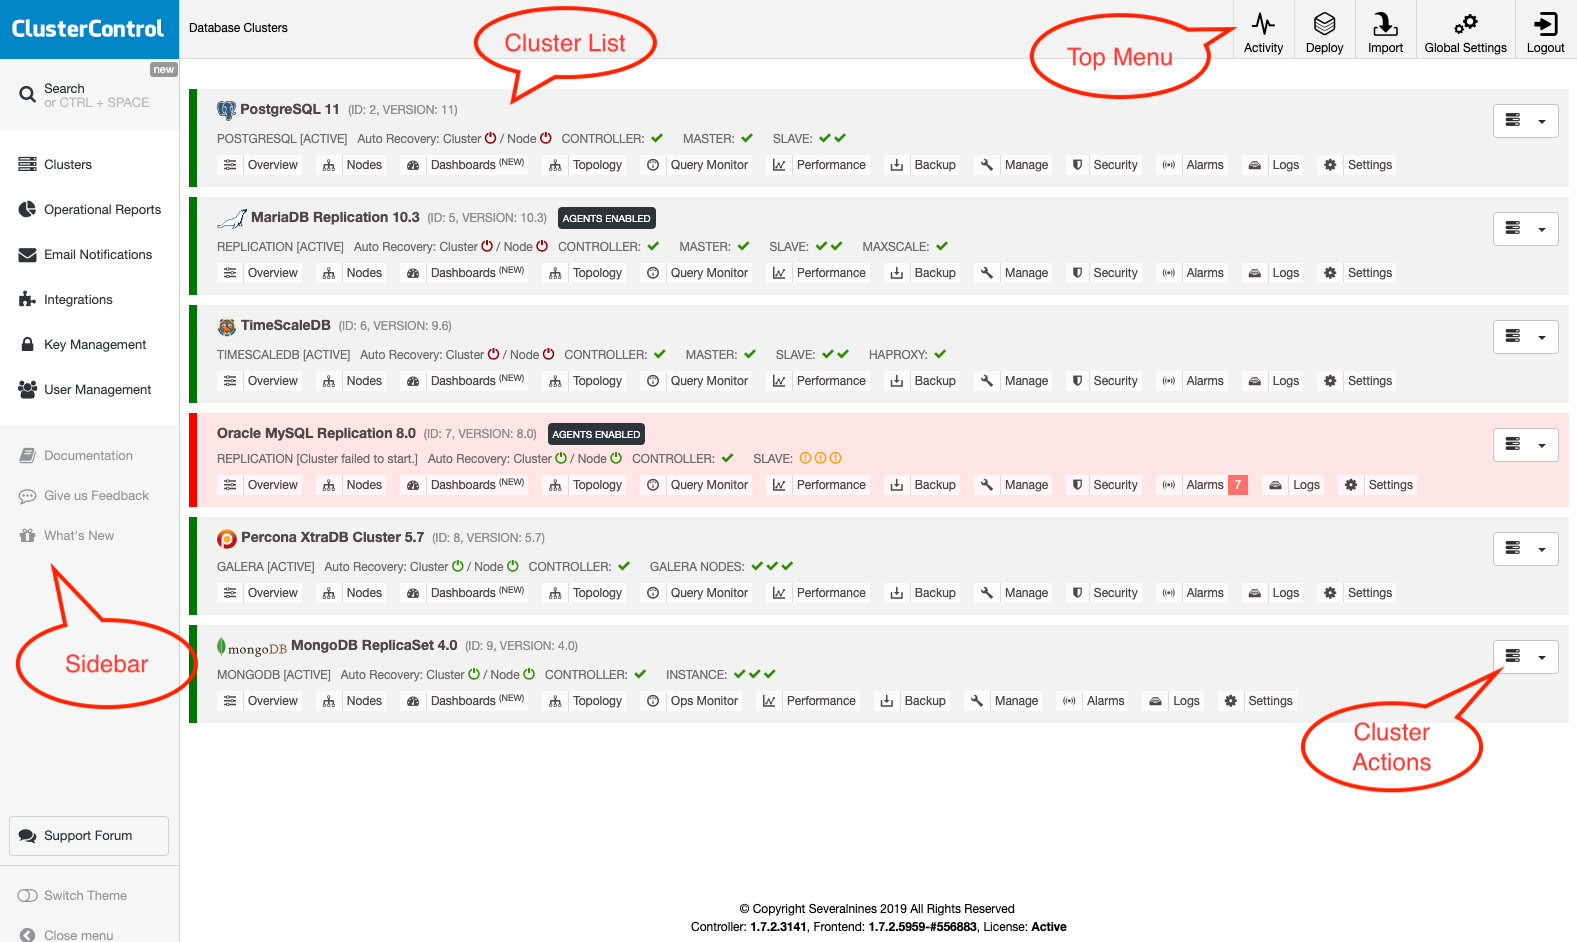 ClusterControl
Database Clusters
Cluster List
Top Menu
Activity
Deploy
Import
Global Settings
Logout
new
Search
or CTRL + SPACE
Clusters
Operational Reports
Email Notifications
Integrations
Key Management
User Management
Documentation
Give us Feedback
What's New
Sidebar
Support Forum
Switch Theme
Close menu
PostgreSQL 11 (ID: 2, VERSION: 11)
POSTGRESQL [ACTIVE] Auto Recovery: Cluster / Node CONTROLLER: MASTER: SLAVE:
Overview Nodes Dashboards (NEW) Topology Query Monitor Performance Backup Manage Security Alarms Logs Settings
MariaDB Replication 10.3 (ID: 5, VERSION: 10.3) AGENTS ENABLED
REPLICATION [ACTIVE] Auto Recovery: Cluster / Node CONTROLLER: MASTER: SLAVE: MAXSCALE:
Overview Nodes Dashboards (NEW) Topology Query Monitor Performance Backup Manage Security Alarms Logs Settings
TimeScaleDB (ID: 6, VERSION: 9.6)
TIMESCALEDB [ACTIVE] Auto Recovery: Cluster / Node CONTROLLER: MASTER: SLAVE: HAPROXY:
Overview Nodes Dashboards (NEW) Topology Query Monitor Performance Backup Manage Security Alarms Logs Settings
Oracle MySQL Replication 8.0 (ID: 7, VERSION: 8.0) AGENTS ENABLED
REPLICATION [Cluster failed to start.] Auto Recovery: Cluster / Node CONTROLLER: SLAVE:
Overview Nodes Dashboards (NEW) Topology Query Monitor Performance Backup Manage Security Alarms 7 Logs Settings
Percona XtraDB Cluster 5.7 (ID: 8, VERSION: 5.7)
GALERA [ACTIVE] Auto Recovery: Cluster / Node CONTROLLER: GALERA NODES:
Overview Nodes Dashboards (NEW) Topology Query Monitor Performance Backup Manage Security Alarms Logs Settings
mongoDB MongoDB ReplicaSet 4.0 (ID: 9, VERSION: 4.0)
MONGODB [ACTIVE] Auto Recovery: Cluster / Node CONTROLLER: INSTANCE:
Overview Nodes Dashboards (NEW) Topology Ops Monitor Performance Backup Manage Alarms Logs Settings
Cluster
Actions
© Copyright Severalnines 2019 All Rights Reserved
Controller: 1.7.2.3141, Frontend: 1.7.2.5959-#556883, License: Active